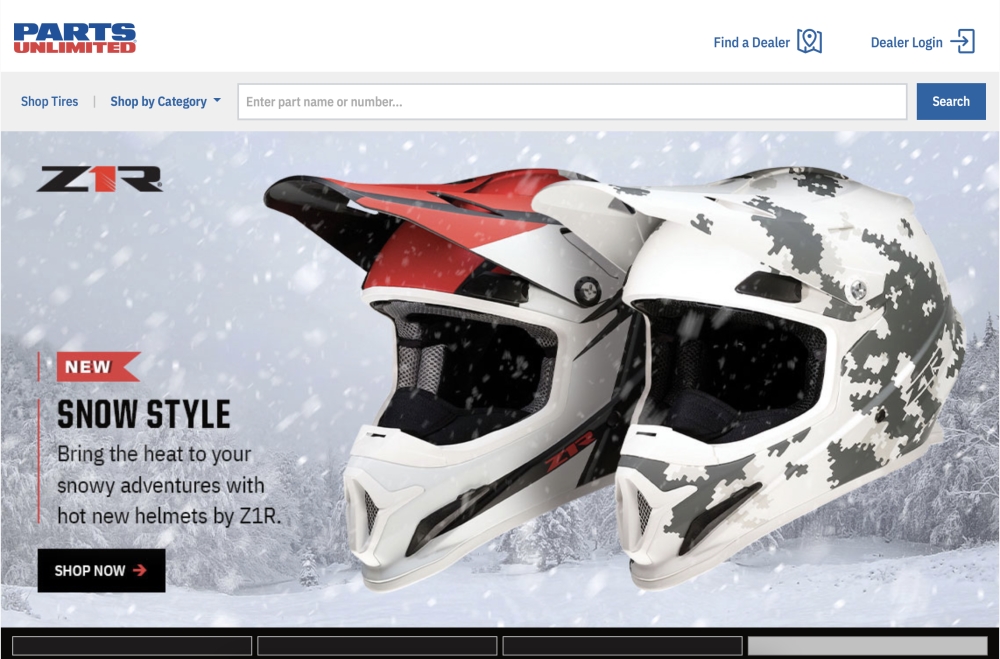 PARTS
UNLIMITED
Find a Dealer
Dealer Login
Shop Tires | Shop by Category
Enter part name or number...
Search
Z1R
NEW
SNOW STYLE
Bring the heat to your
snowy adventures with
hot new helmets by Z1R.
SHOP NOW
Z1R